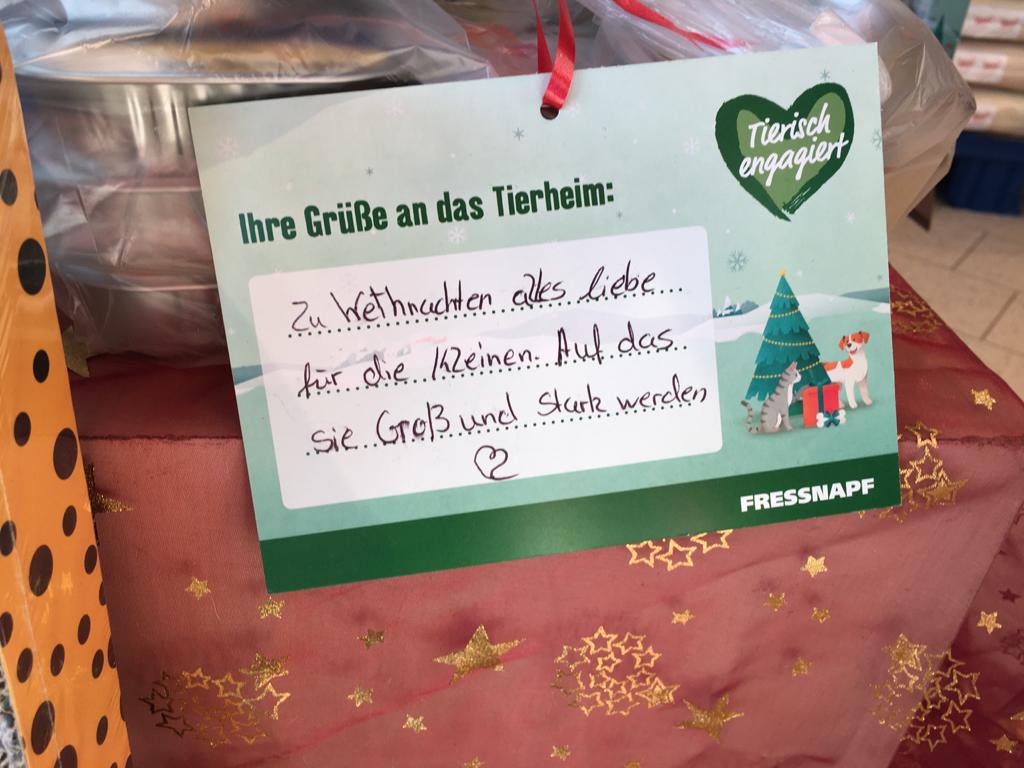 Tierisch
engagiert
Ihre Grüße an das Tierheim:
Zu Weihnachten alles liebe
für die Kleinen. Auf das
sie Groß und Stark werden
FRESSNAPF